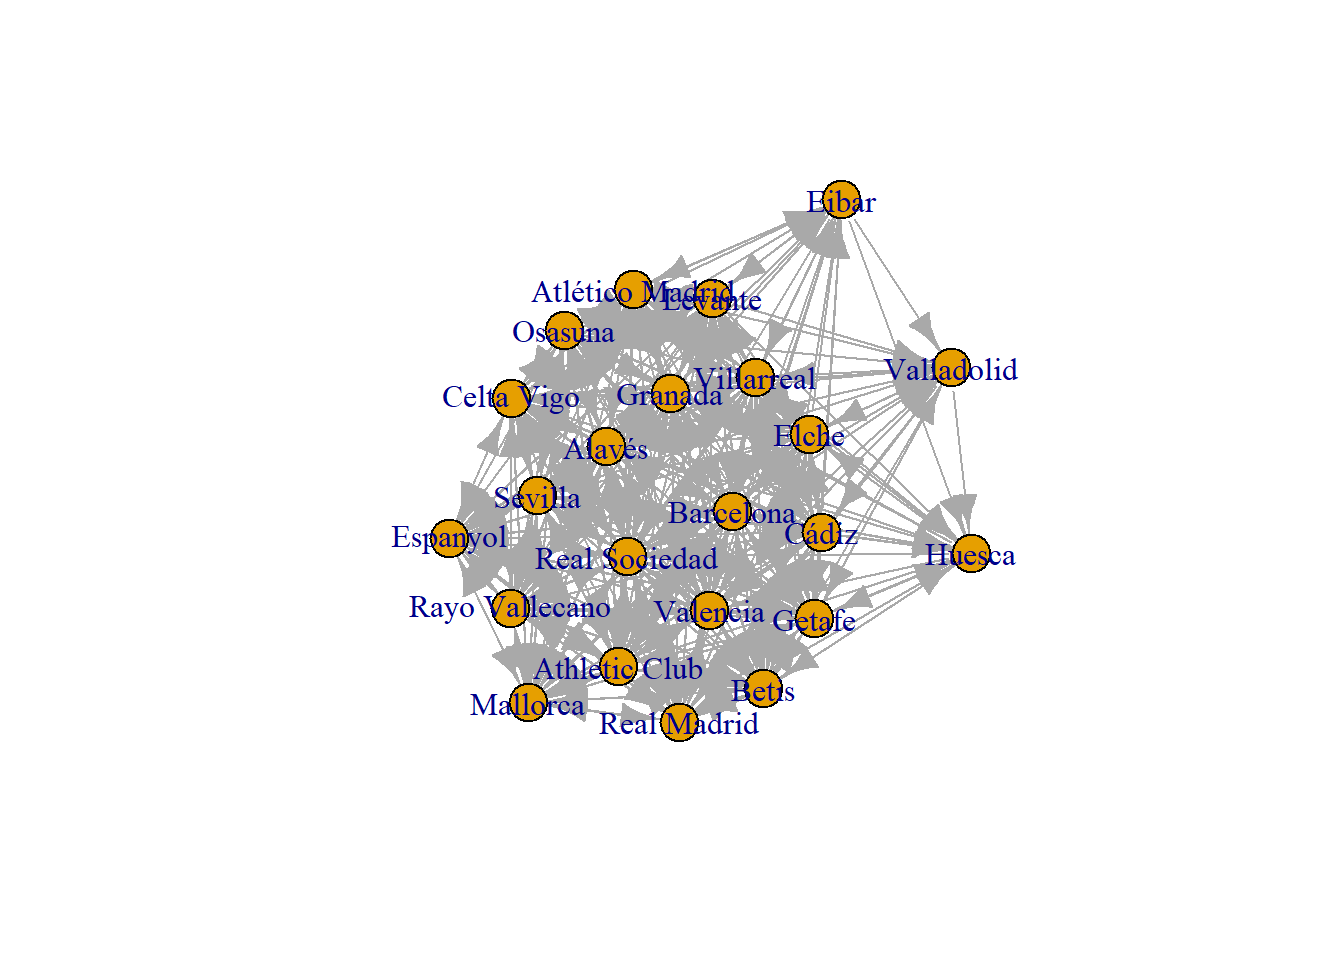 Eibar
Atlético Madrid
Levante
Osasuna
Valladolid
Villarreal
Granada
Celta Vigo
Elche
Alavés
Sevilla
Barcelona
Cádiz
Espanyol
Real Sociedad
Huesca
Rayo Vallecano
Valencia
Getafe
Athletic Club
Betis
Mallorca
Real Madrid